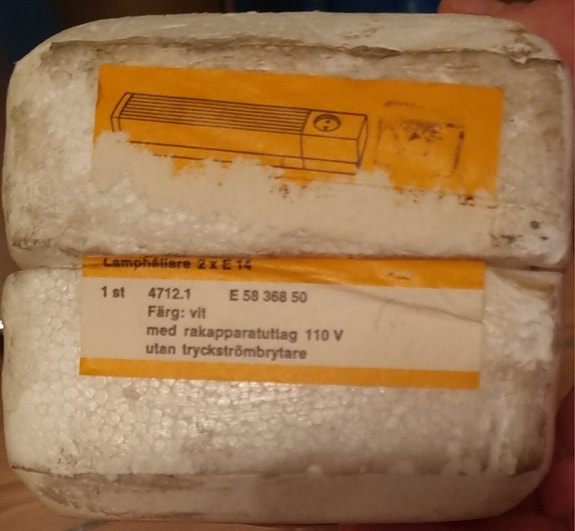 Lamphållare 2 x E 14
1 st 4712.1 E 58 368 50
Färg: vit
med rakapparatuttag 110 V
utan tryckströmbrytare